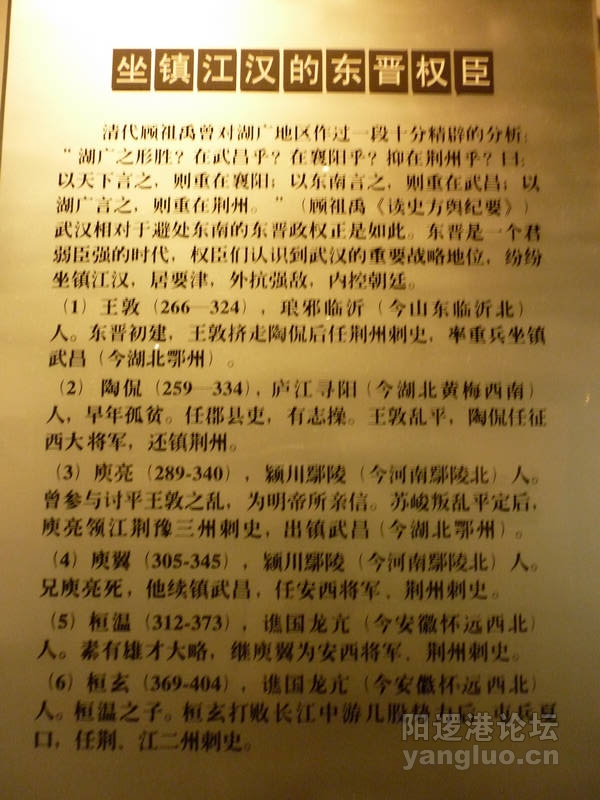 坐镇江汉的东晋权臣
清代顾祖禹曾对湖广地区作过一段十分精辟的分析：
“湖广之形胜？在武昌乎？在襄阳乎？抑在荆州乎？曰：
以天下言之，则重在襄阳；以东南言之，则重在武昌；以
湖广言之，则重在荆州。”（顾祖禹《读史方舆纪要》）
武汉相对于避处东南的东晋政权正是如此。东晋是一个君
弱臣强的时代，权臣们认识到武汉的重要战略地位，纷纷
坐镇江汉，居要津，外抗强敌，内控朝廷。
（1）王敦（266—324），琅邪临沂（今山东临沂北）
人。东晋初建，王敦挤走陶侃后任荆州刺史，率重兵坐镇
武昌（今湖北鄂州）。
（2） 陶侃（259—334），庐江寻阳（今湖北黄梅西南）
人，早年孤贫。任郡县吏，有志操。王敦乱平，陶侃任征
西大将军，还镇荆州。
（3）庾亮（289-340），颍川鄢陵（今河南鄢陵北）人。
曾参与讨平王敦之乱，为明帝所亲信。苏峻叛乱平定后，
庾亮领江荆豫三州刺史，出镇武昌（今湖北鄂州）。
（4）庾翼（305-345），颍川鄢陵（今河南鄢陵北）人。
兄庾亮死，他续镇武昌，任安西将军、荆州刺史。
（5）桓温（312-373），谯国龙亢（今安徽怀远西北）
人。素有雄才大略，继庾翼为安西将军、荆州刺史。
（6）桓玄（369-404），谯国龙亢（今安徽怀远西北）
人。桓温之子。桓玄打败长江中游几股势力后，屯兵夏
口，任荆、江二州刺史。
阳逻港论坛
yangluo.cn